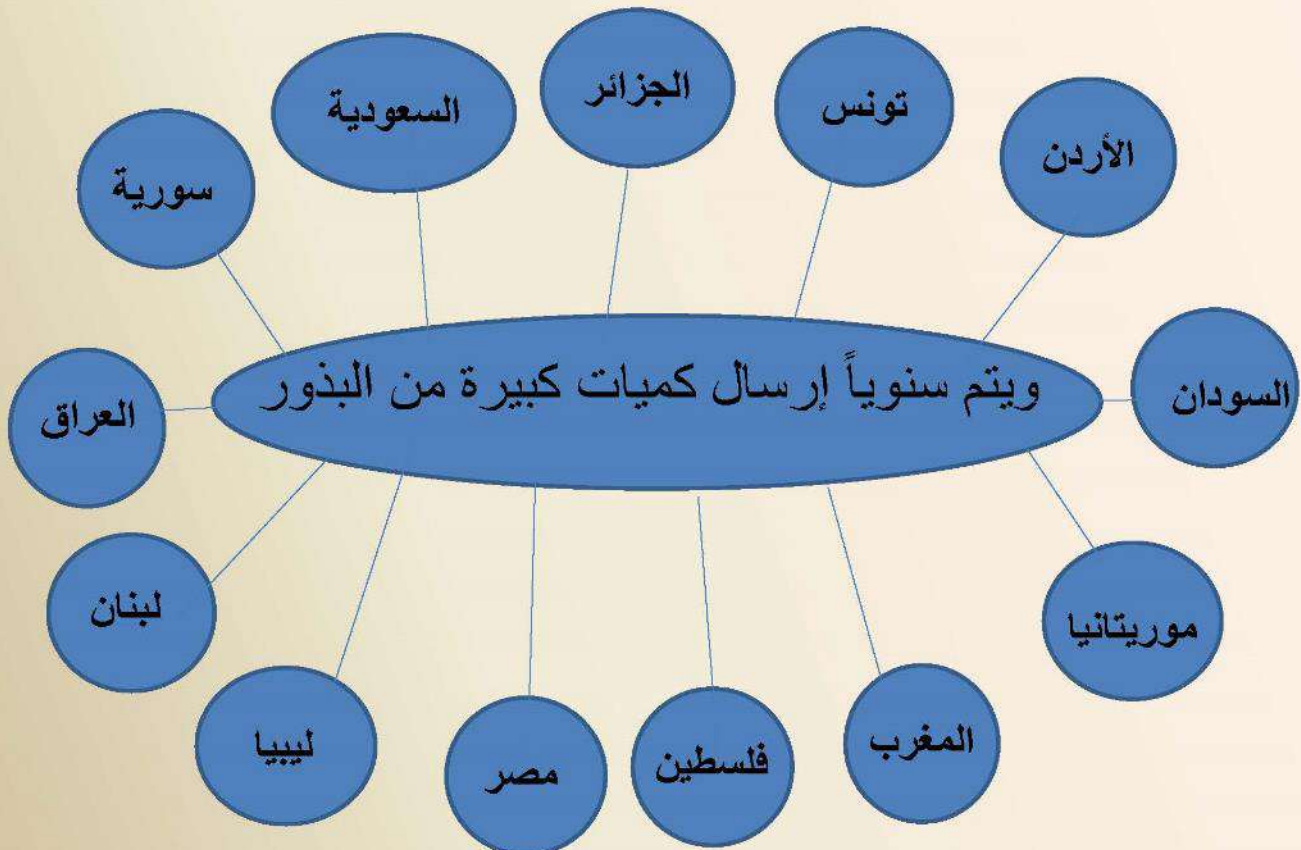 الجزائر
تونس
السعودية
الأردن
سورية
ويتم سنوياً إرسال كميات كبيرة من البذور
السودان
العراق
لبنان
موريتانيا
المغرب
ليبيا
فلسطين
مصر